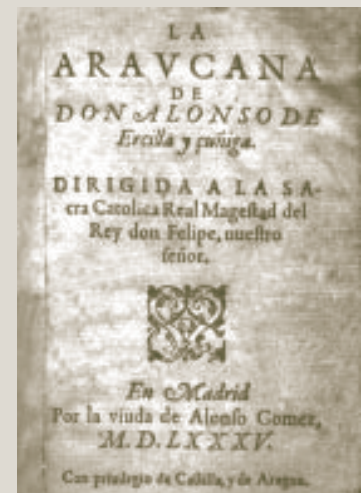 LA
ARAVCANA
DE
DON ALONSO DE
Ercilla y çuñiga.
DIRIGIDA A LA SA-
cra Catolica Real Magestad del
Rey don Felipe, nuestro
señor.
En Madrid
Por la viuda de Alonso Gomez,
M. D. LXXXV.
Con priuilegio de Castilla, y de Aragon.